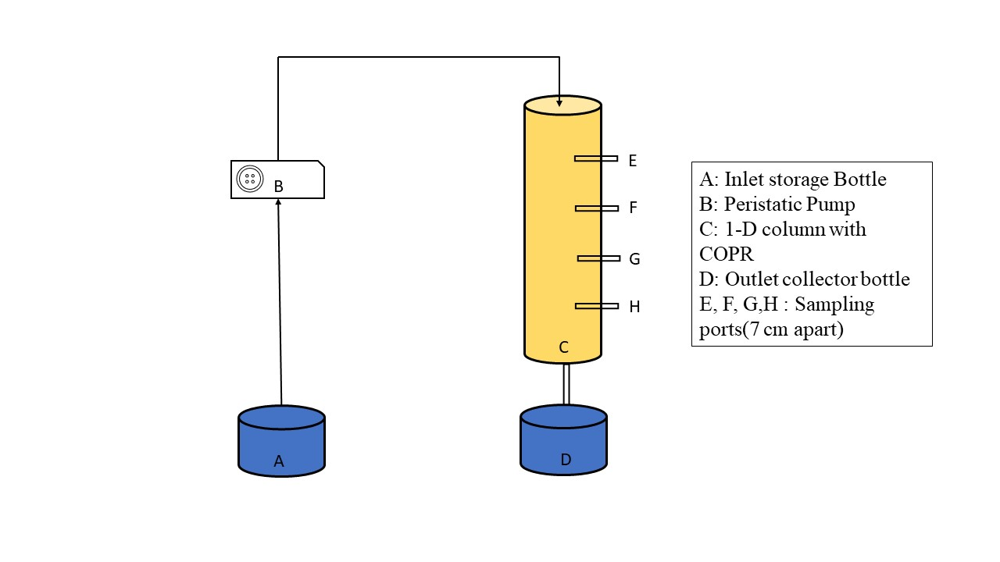 E
B
F
G
H
C
A
D
A: Inlet storage Bottle
B: Peristatic Pump
C: 1-D column with
COPR
D: Outlet collector bottle
E, F, G,H : Sampling
ports(7 cm apart)